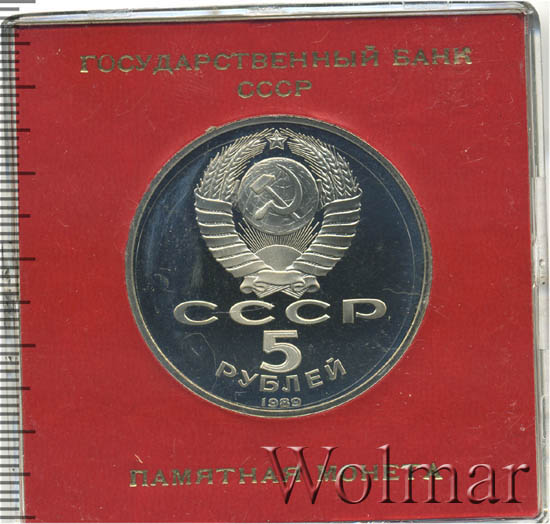 ГОСУДАРСТВЕННЫЙ БАНК
СССР
СССР
5
РУБЛЕЙ
1989
ПАМЯТНАЯ МОНЕТА
Wolmar